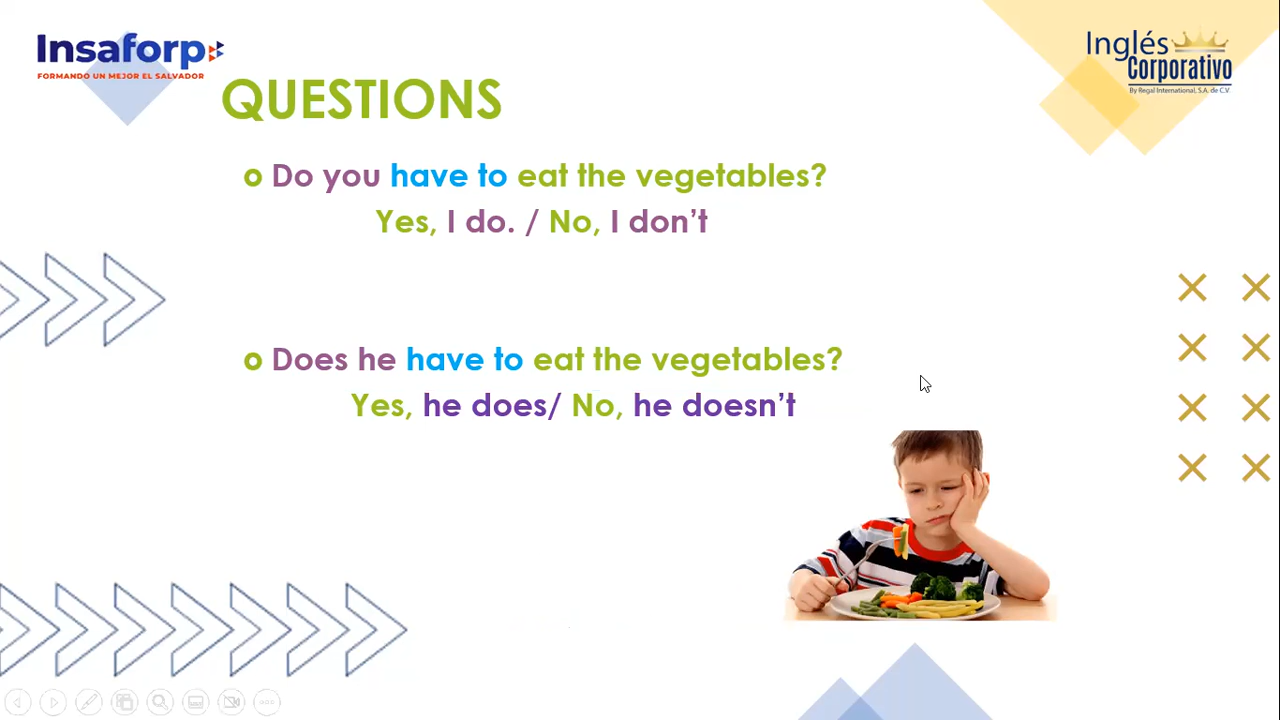 Insaforp
FORMANDO UN MEJOR EL SALVADOR
Inglés
Corporativo
By Regal International, S.A. de C.V
QUESTIONS
Do you have to eat the vegetables?
Yes, I do. / No, I don’t
Does he have to eat the vegetables?
Yes, he does/ No, he doesn’t